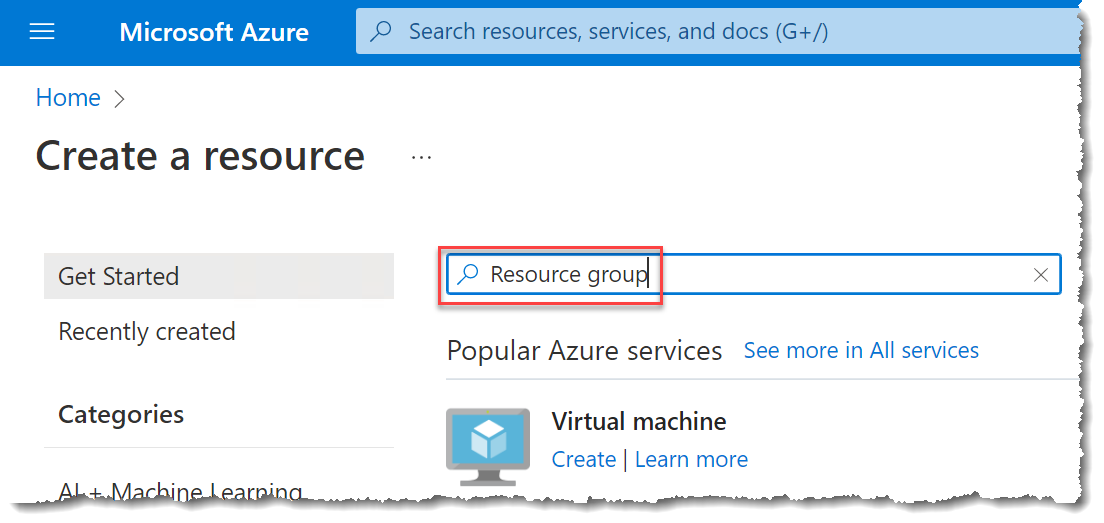 Microsoft Azure
Search resources, services, and docs (G+/)
Home
Create a resource
...
Get Started
Recently created
Categories
AI + Machine Learning
Resource group
Popular Azure services
See more in All services
Virtual machine
Create | Learn more